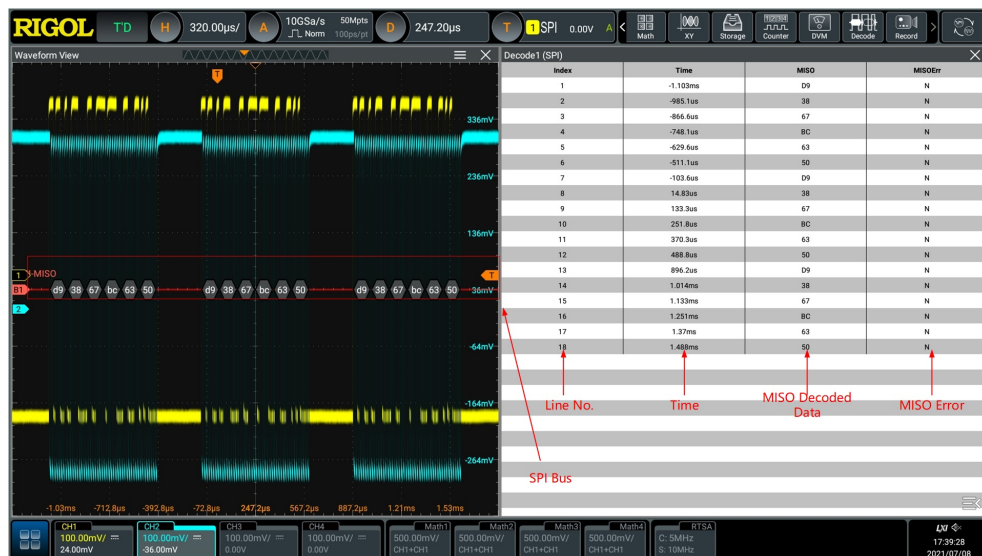 RIGOL T'D H 320.00μs/ A 10GSa/s 50Mpts D 247.20μs T 1 SPI 0.00V A Math XY Storage Counter DVM Decode Record
Norm 100ps/pt
Waveform View
T
336mV
236mV
136mV
1 MISO T
B1 d9 38 67 bc 63 50 d9 38 67 bc 63 50 d9 38 67 bc 63 50 36mV
2
-64mV
-164mV
-264mV
-1.03ms -712.8μs -392.8μs -72.8μs 247.2μs 567.2μs 887.2μs 1.21ms 1.53ms
Decode1 (SPI)
Index Time MISO MISOErr
1 -1.103ms D9 N
2 -985.1us 38 N
3 -866.6us 67 N
4 -748.1us BC N
5 -629.6us 63 N
6 -511.1us 50 N
7 -103.6us D9 N
8 14.83us 38 N
9 133.3us 67 N
10 251.8us BC N
11 370.3us 63 N
12 488.8us 50 N
13 896.2us D9 N
14 1.014ms 38 N
15 1.133ms 67 N
16 1.251ms BC N
17 1.37ms 63 N
18 1.488ms 50 N
Line No. Time MISO Decoded MISO Error
Data
SPI Bus
CH1 CH2 CH3 CH4 Math1 Math2 Math3 Math4 RTSA LXI
100.00mV/ 100.00mV/ 100.00mV/ 100.00mV/ 500.00mV/ 500.00mV/ 500.00mV/ 500.00mV/ C: 5MHz 17:39:28
24.00mV -36.00mV 0.00V 0.00V CH1+CH1 CH1+CH1 CH1+CH1 CH1+CH1 S: 10MHz 2021/07/08